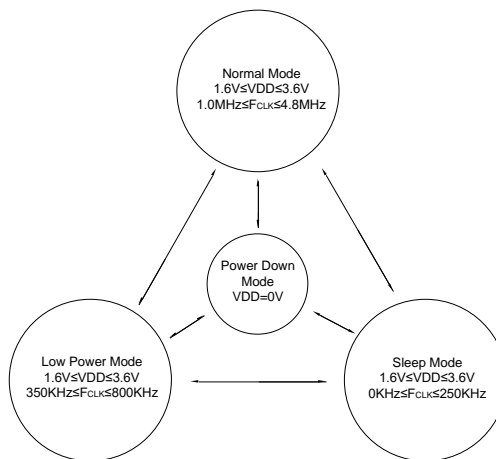 Normal Mode
1.6V≤VDD≤3.6V
1.0MHz≤FCLK≤4.8MHz
Power Down
Mode
VDD=0V
Low Power Mode
1.6V≤VDD≤3.6V
350KHz≤FCLK≤800KHz
Sleep Mode
1.6V≤VDD≤3.6V
0KHz≤FCLK≤250KHz